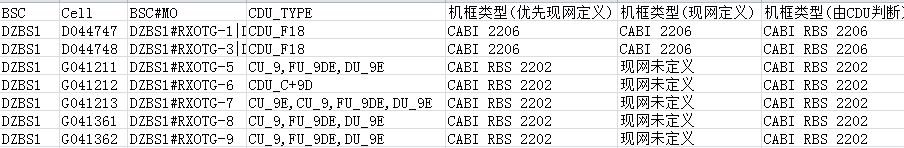 BSC Cell BSC#MO CDU_TYPE 机框类型(优先现网定义) 机框类型(现网定义) 机框类型(由CDU判断)
DZBS1 D044747 DZBS1#RXOTG-1|I CDU_F18 CABI 2206 CABI 2206 CABI RBS 2206
DZBS1 D044748 DZBS1#RXOTG-3|I CDU_F18 CABI 2206 CABI 2206 CABI RBS 2206
DZBS1 G041211 DZBS1#RXOTG-5 CU_9,FU_9DE,DU_9E CABI RBS 2202 现网未定义 CABI RBS 2202
DZBS1 G041212 DZBS1#RXOTG-6 CDU_C+9D CABI RBS 2202 现网未定义 CABI RBS 2202
DZBS1 G041213 DZBS1#RXOTG-7 CU_9E,CU_9,FU_9DE,DU_9E CABI RBS 2202 现网未定义 CABI RBS 2202
DZBS1 G041361 DZBS1#RXOTG-8 CU_9,FU_9DE,DU_9E CABI RBS 2202 现网未定义 CABI RBS 2202
DZBS1 G041362 DZBS1#RXOTG-9 CU_9,FU_9DE,DU_9E CABI RBS 2202 现网未定义 CABI RBS 2202